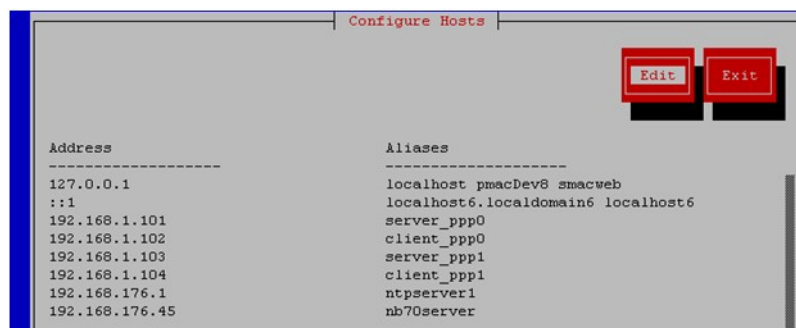 Configure Hosts
Edit Exit
Address Aliases
------------------- --------------------
127.0.0.1 localhost pmacDev8 smacweb
::1 localhost6.localdomain6 localhost6
192.168.1.101 server_ppp0
192.168.1.102 client_ppp0
192.168.1.103 server_ppp1
192.168.1.104 client_ppp1
192.168.176.1 ntpserver1
192.168.176.45 nb70server